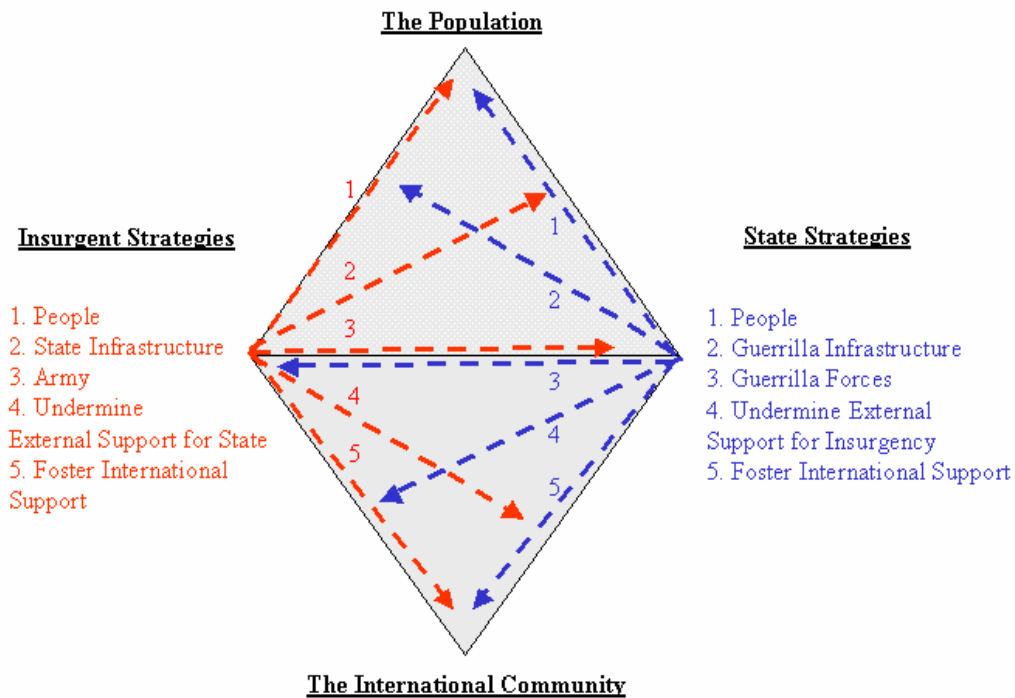 The Population
1
1
Insurgent Strategies
State Strategies
2
2
1. People
2. State Infrastructure
3. Army
4. Undermine
External Support for State
5. Foster International
Support
3
3
1. People
2. Guerrilla Infrastructure
3. Guerrilla Forces
4. Undermine External
Support for Insurgency
5. Foster International Support
4
4
5
5
The International Community